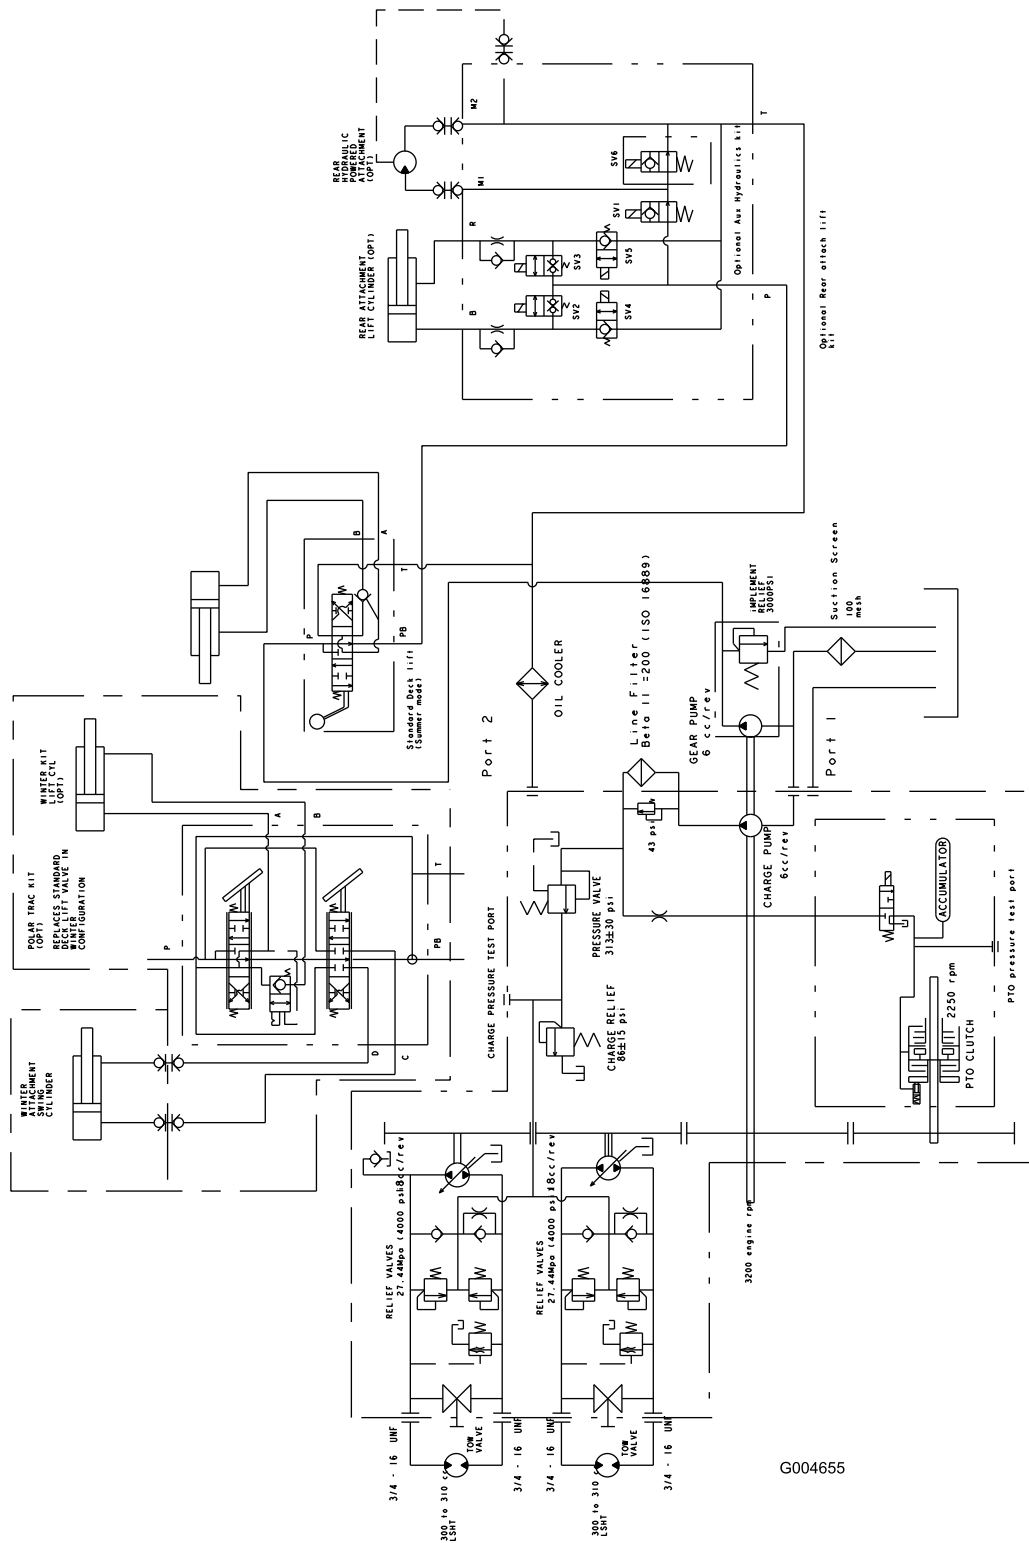 REAR
HYDRAULIC
POWERED
ATTACHMENT
(OPT)
M2
M1
T
SV6
SV1
REAR ATTACHMENT
LIFT CYLINDER (OPT)
R
B
SV3
SV2
SV5
SV4
Optional Aux Hydraulics kit
P
Optional Rear attach lift
kit
B
A
T
P
PB
Standard Deck lift
(Summer mode)
Port 2
OIL COOLER
Line Filter
Beta 11 =200 (ISO 16889)
IMPLEMENT
RELIEF
3000PSI
Suction Screen
100
mesh
GEAR PUMP
6 cc/rev
Port 1
WINTER KIT
LIFT CYL
(OPT)
POLAR TRAC KIT
(OPT)
REPLACES STANDARD
DECK LIFT VALVE IN
WINTER
CONFIGURATION
A
B
T
P
PB
D
C
WINTER
ATTACHMENT
SWING
CYLINDER
43 psi
CHARGE PUMP
6cc/rev
PRESSURE VALVE
313±30 psi
CHARGE PRESSURE TEST PORT
CHARGE RELIEF
86±15 psi
ACCUMULATOR
PTO pressure test port
2250 rpm
PTO CLUTCH
3200 engine rpm
RELIEF VALVES
27.44Mpa (4000 psi)
18cc/rev
RELIEF VALVES
27.44Mpa (4000 psi)
18cc/rev
TOW
VALVE
TOW
VALVE
3/4 - 16 UNF
3/4 - 16 UNF
3/4 - 16 UNF
3/4 - 16 UNF
300 to 310 cc
LSHT
300 to 310 c
LSHT
G004655